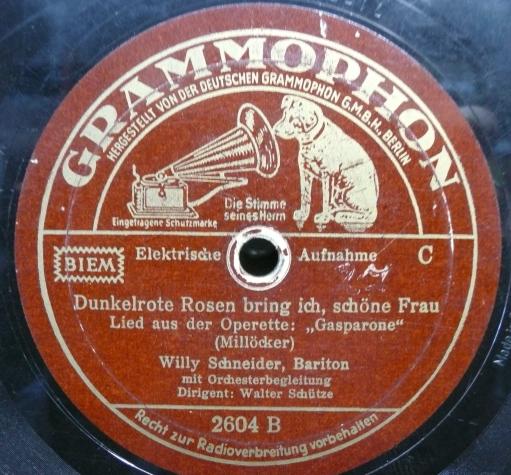 GRAMMOPHON
HERGESTELLT VON DER DEUTSCHEN GRAMMOPHON G.M.B.H. BERLIN
Die Stimme
seines Herrn
Eingetragene Schutzmarke
BIEM
Elektrische Aufnahme C
Dunkelrote Rosen bring ich, schöne Frau
Lied aus der Operette: „Gasparone“
(Millöcker)
Willy Schneider, Bariton
mit Orchesterbegleitung
Dirigent: Walter Schütze
2604 B
Recht zur Radioverbreitung vorbehalten